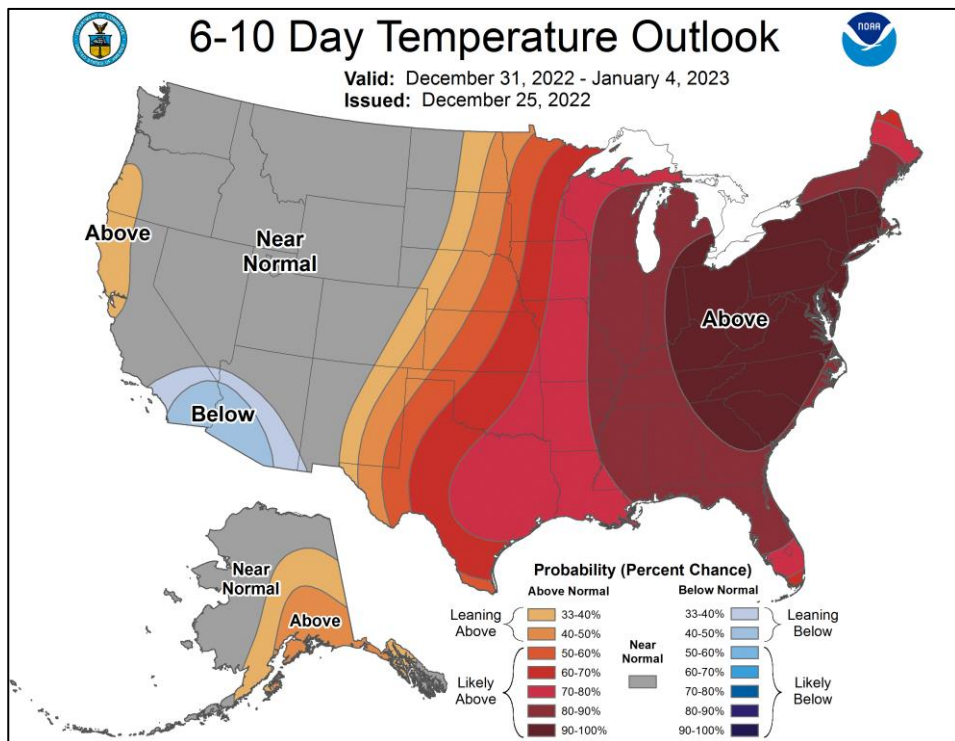 6-10 Day Temperature Outlook
NOAA
Valid: December 31, 2022 - January 4, 2023
Issued: December 25, 2022
Above
Near
Normal
Above
Below
Near
Normal
Above
Probability (Percent Chance)
Above Normal
Below Normal
Leaning
Above
33-40%
40-50%
Likely
Above
50-60%
60-70%
70-80%
80-90%
90-100%
Near
Normal
33-40%
40-50%
Leaning
Below
50-60%
60-70%
70-80%
80-90%
90-100%
Likely
Below